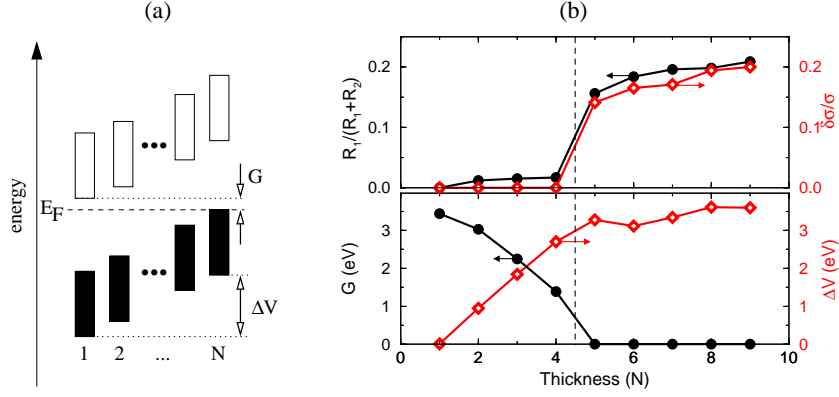 (a)
energy
E_F
G
ΔV
1 2 ... N
(b)
R₁/(R₁+R₂)
0.2
0.1
0.0
0.2
0.1
0.0
δσ/σ
G (eV)
3
2
1
0
3
2
1
0
ΔV (eV)
0 2 4 6 8 10
Thickness (N)